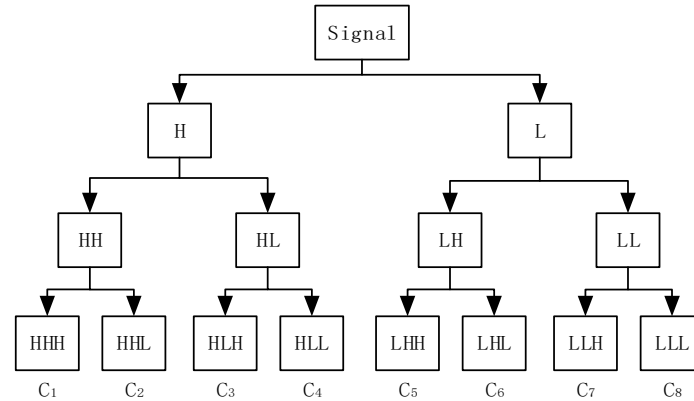 Signal
H L
HH HL LH LL
HHH HHL HLH HLL LHH LHL LLH LLL
C1 C2 C3 C4 C5 C6 C7 C8